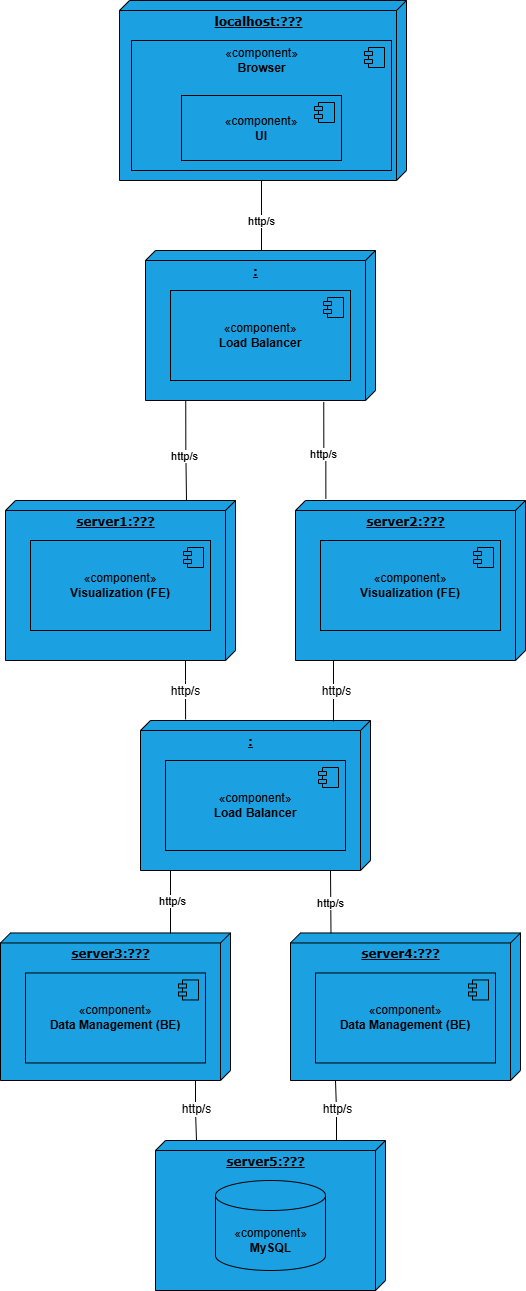 localhost:???
«component»
Browser
«component»
UI
http/s
:
«component»
Load Balancer
http/s
http/s
server1:???
server2:???
«component»
Visualization (FE)
«component»
Visualization (FE)
http/s
http/s
:
«component»
Load Balancer
http/s
http/s
server3:???
server4:???
«component»
Data Management (BE)
«component»
Data Management (BE)
http/s
http/s
server5:???
«component»
MySQL